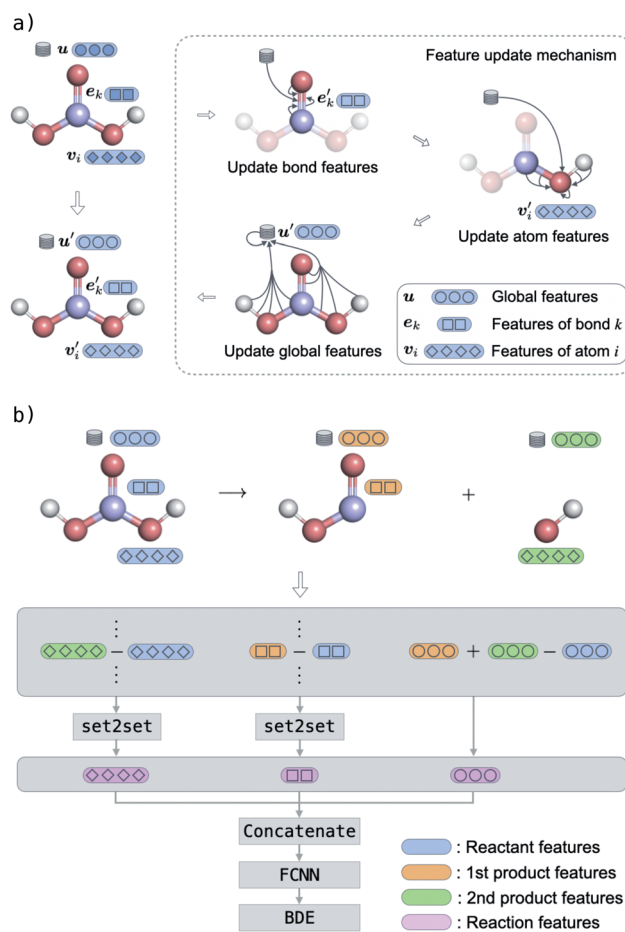 a)
u
e_k
v_i
Feature update mechanism
e′_k
Update bond features
v′_i
Update atom features
u′
e′_k
v′_i
u′
Update global features
u Global features
e_k Features of bond k
v_i Features of atom i
b)
→
+
− − + −
set2set set2set
Concatenate
FCNN
BDE
: Reactant features
: 1st product features
: 2nd product features
: Reaction features